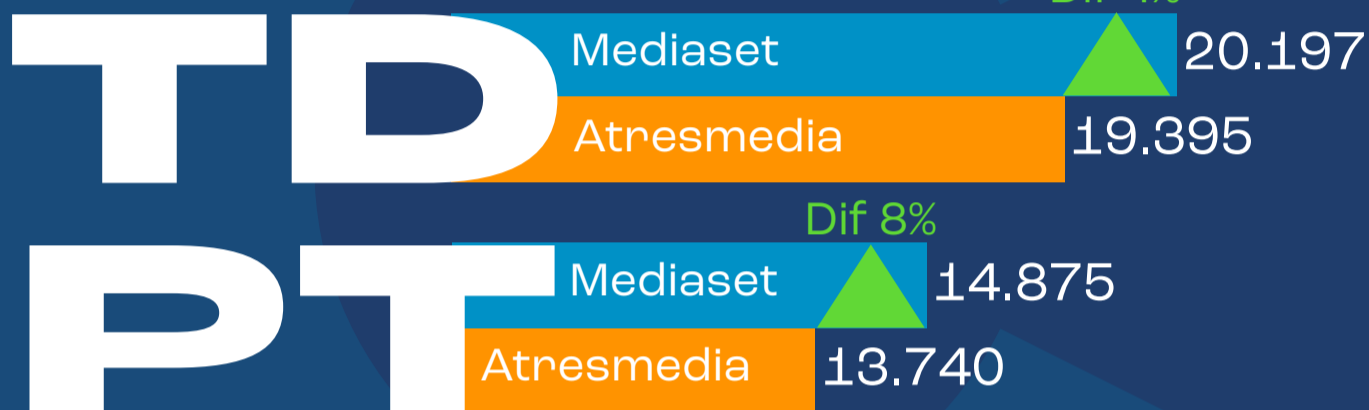 TD
Mediaset 20.197
Atresmedia 19.395
Dif 8%
PT
Mediaset 14.875
Atresmedia 13.740